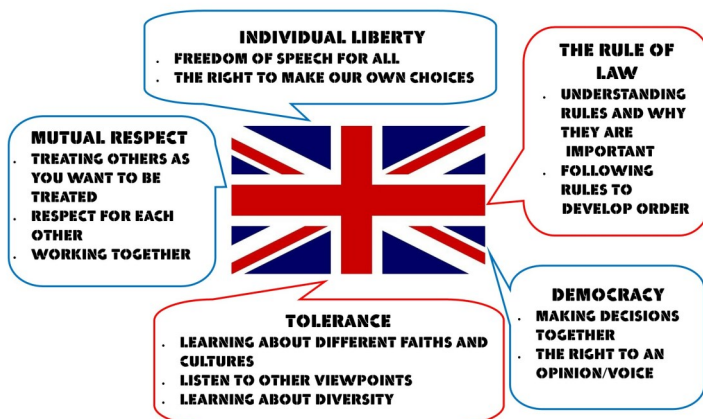 INDIVIDUAL LIBERTY
. FREEDOM OF SPEECH FOR ALL
. THE RIGHT TO MAKE OUR OWN CHOICES
THE RULE OF
LAW
. UNDERSTANDING
RULES AND WHY
THEY ARE
IMPORTANT
. FOLLOWING
RULES TO
DEVELOP ORDER
MUTUAL RESPECT
. TREATING OTHERS AS
YOU WANT TO BE
TREATED
. RESPECT FOR EACH
OTHER
. WORKING TOGETHER
DEMOCRACY
. MAKING DECISIONS
TOGETHER
. THE RIGHT TO AN
OPINION/VOICE
TOLERANCE
. LEARNING ABOUT DIFFERENT FAITHS AND
CULTURES
. LISTEN TO OTHER VIEWPOINTS
. LEARNING ABOUT DIVERSITY